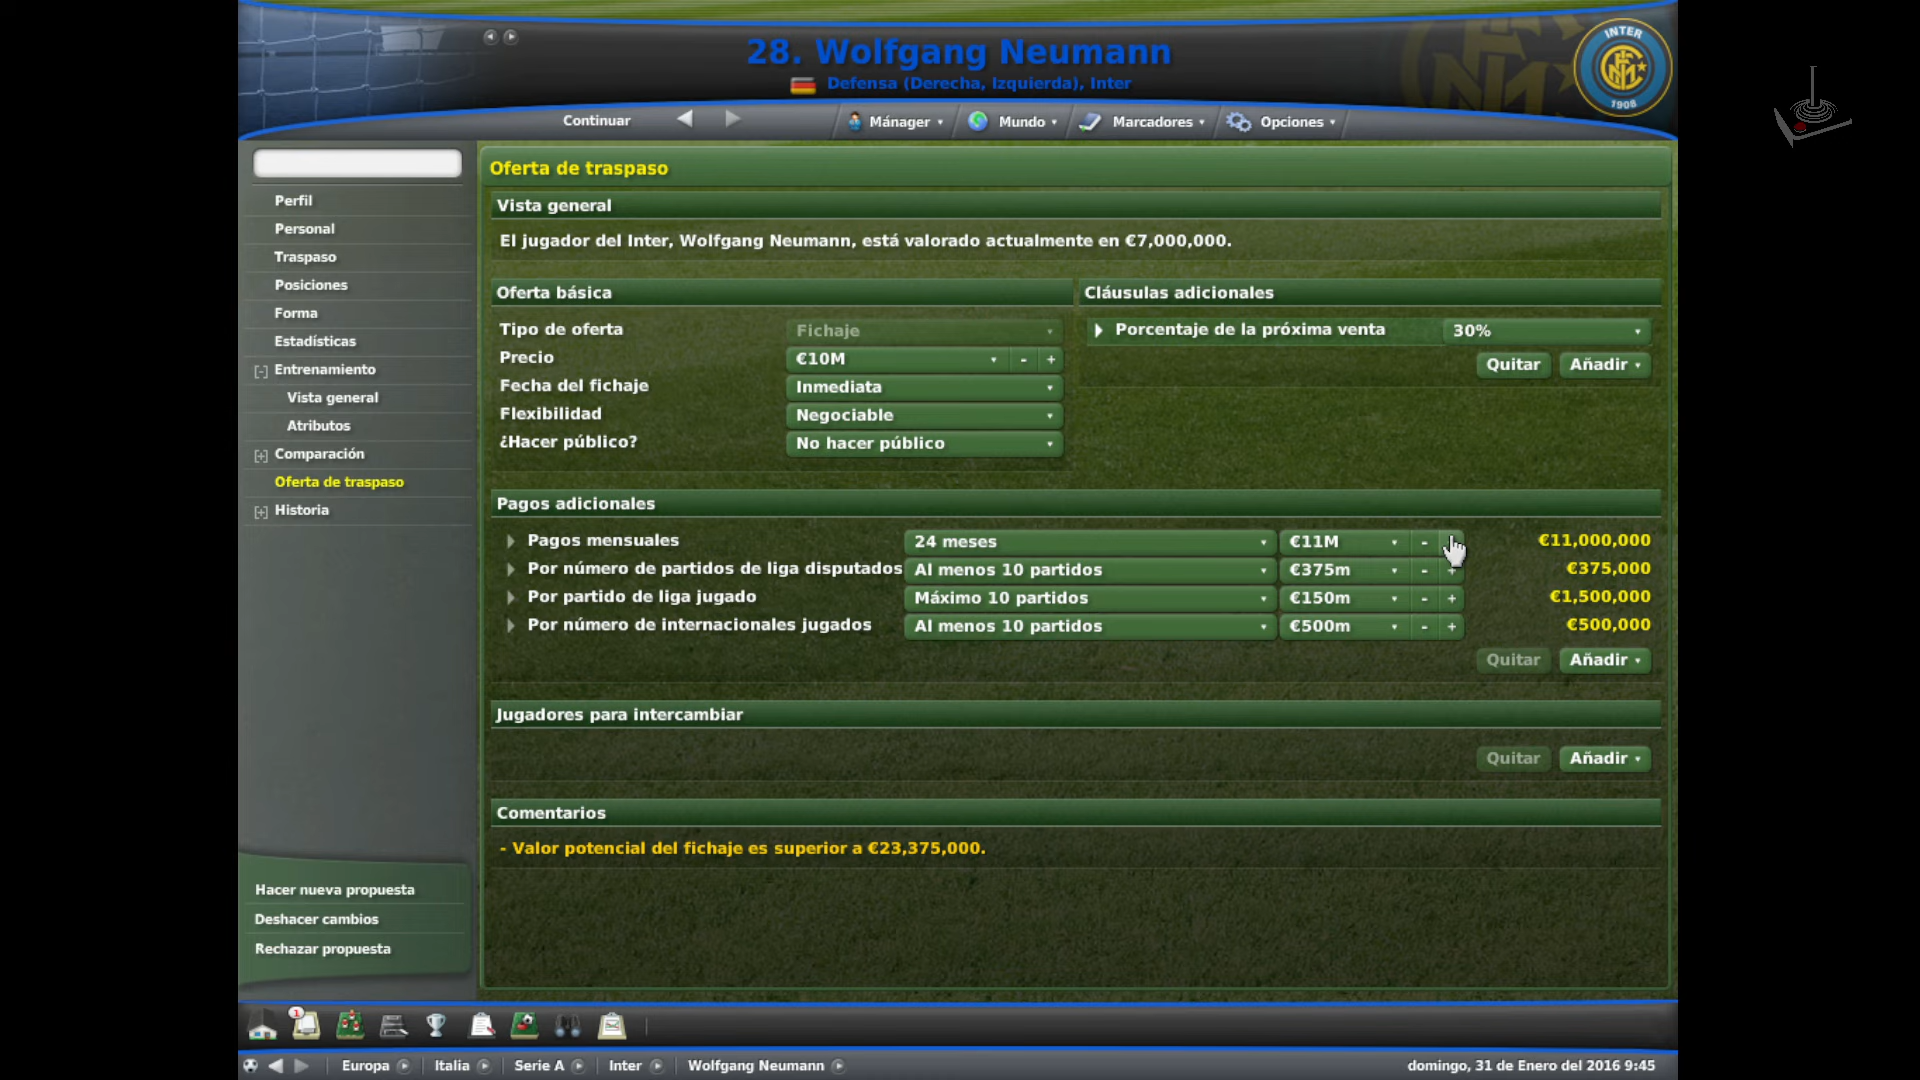 28. Wolfgang Neumann
Defensa (Derecha, Izquierda), Inter
INTER
1908
Continuar
Mánager
Mundo
Marcadores
Opciones
Perfil
Personal
Traspaso
Posiciones
Forma
Estadísticas
[-] Entrenamiento
Vista general
Atributos
[+] Comparación
Oferta de traspaso
[+] Historia
Hacer nueva propuesta
Deshacer cambios
Rechazar propuesta
Oferta de traspaso
Vista general
El jugador del Inter, Wolfgang Neumann, está valorado actualmente en €7,000,000.
Oferta básica
Tipo de oferta Fichaje
Precio €10M - +
Fecha del fichaje Inmediata
Flexibilidad Negociable
¿Hacer público? No hacer público
Cláusulas adicionales
Porcentaje de la próxima venta 30%
Quitar Añadir
Pagos adicionales
Pagos mensuales 24 meses €11M - €11,000,000
Por número de partidos de liga disputados Al menos 10 partidos €375m - + €375,000
Por partido de liga jugado Máximo 10 partidos €150m - + €1,500,000
Por número de internacionales jugados Al menos 10 partidos €500m - + €500,000
Quitar Añadir
Jugadores para intercambiar
Quitar Añadir
Comentarios
- Valor potencial del fichaje es superior a €23,375,000.
1
Europa Italia Serie A Inter Wolfgang Neumann
domingo, 31 de Enero del 2016 9:45